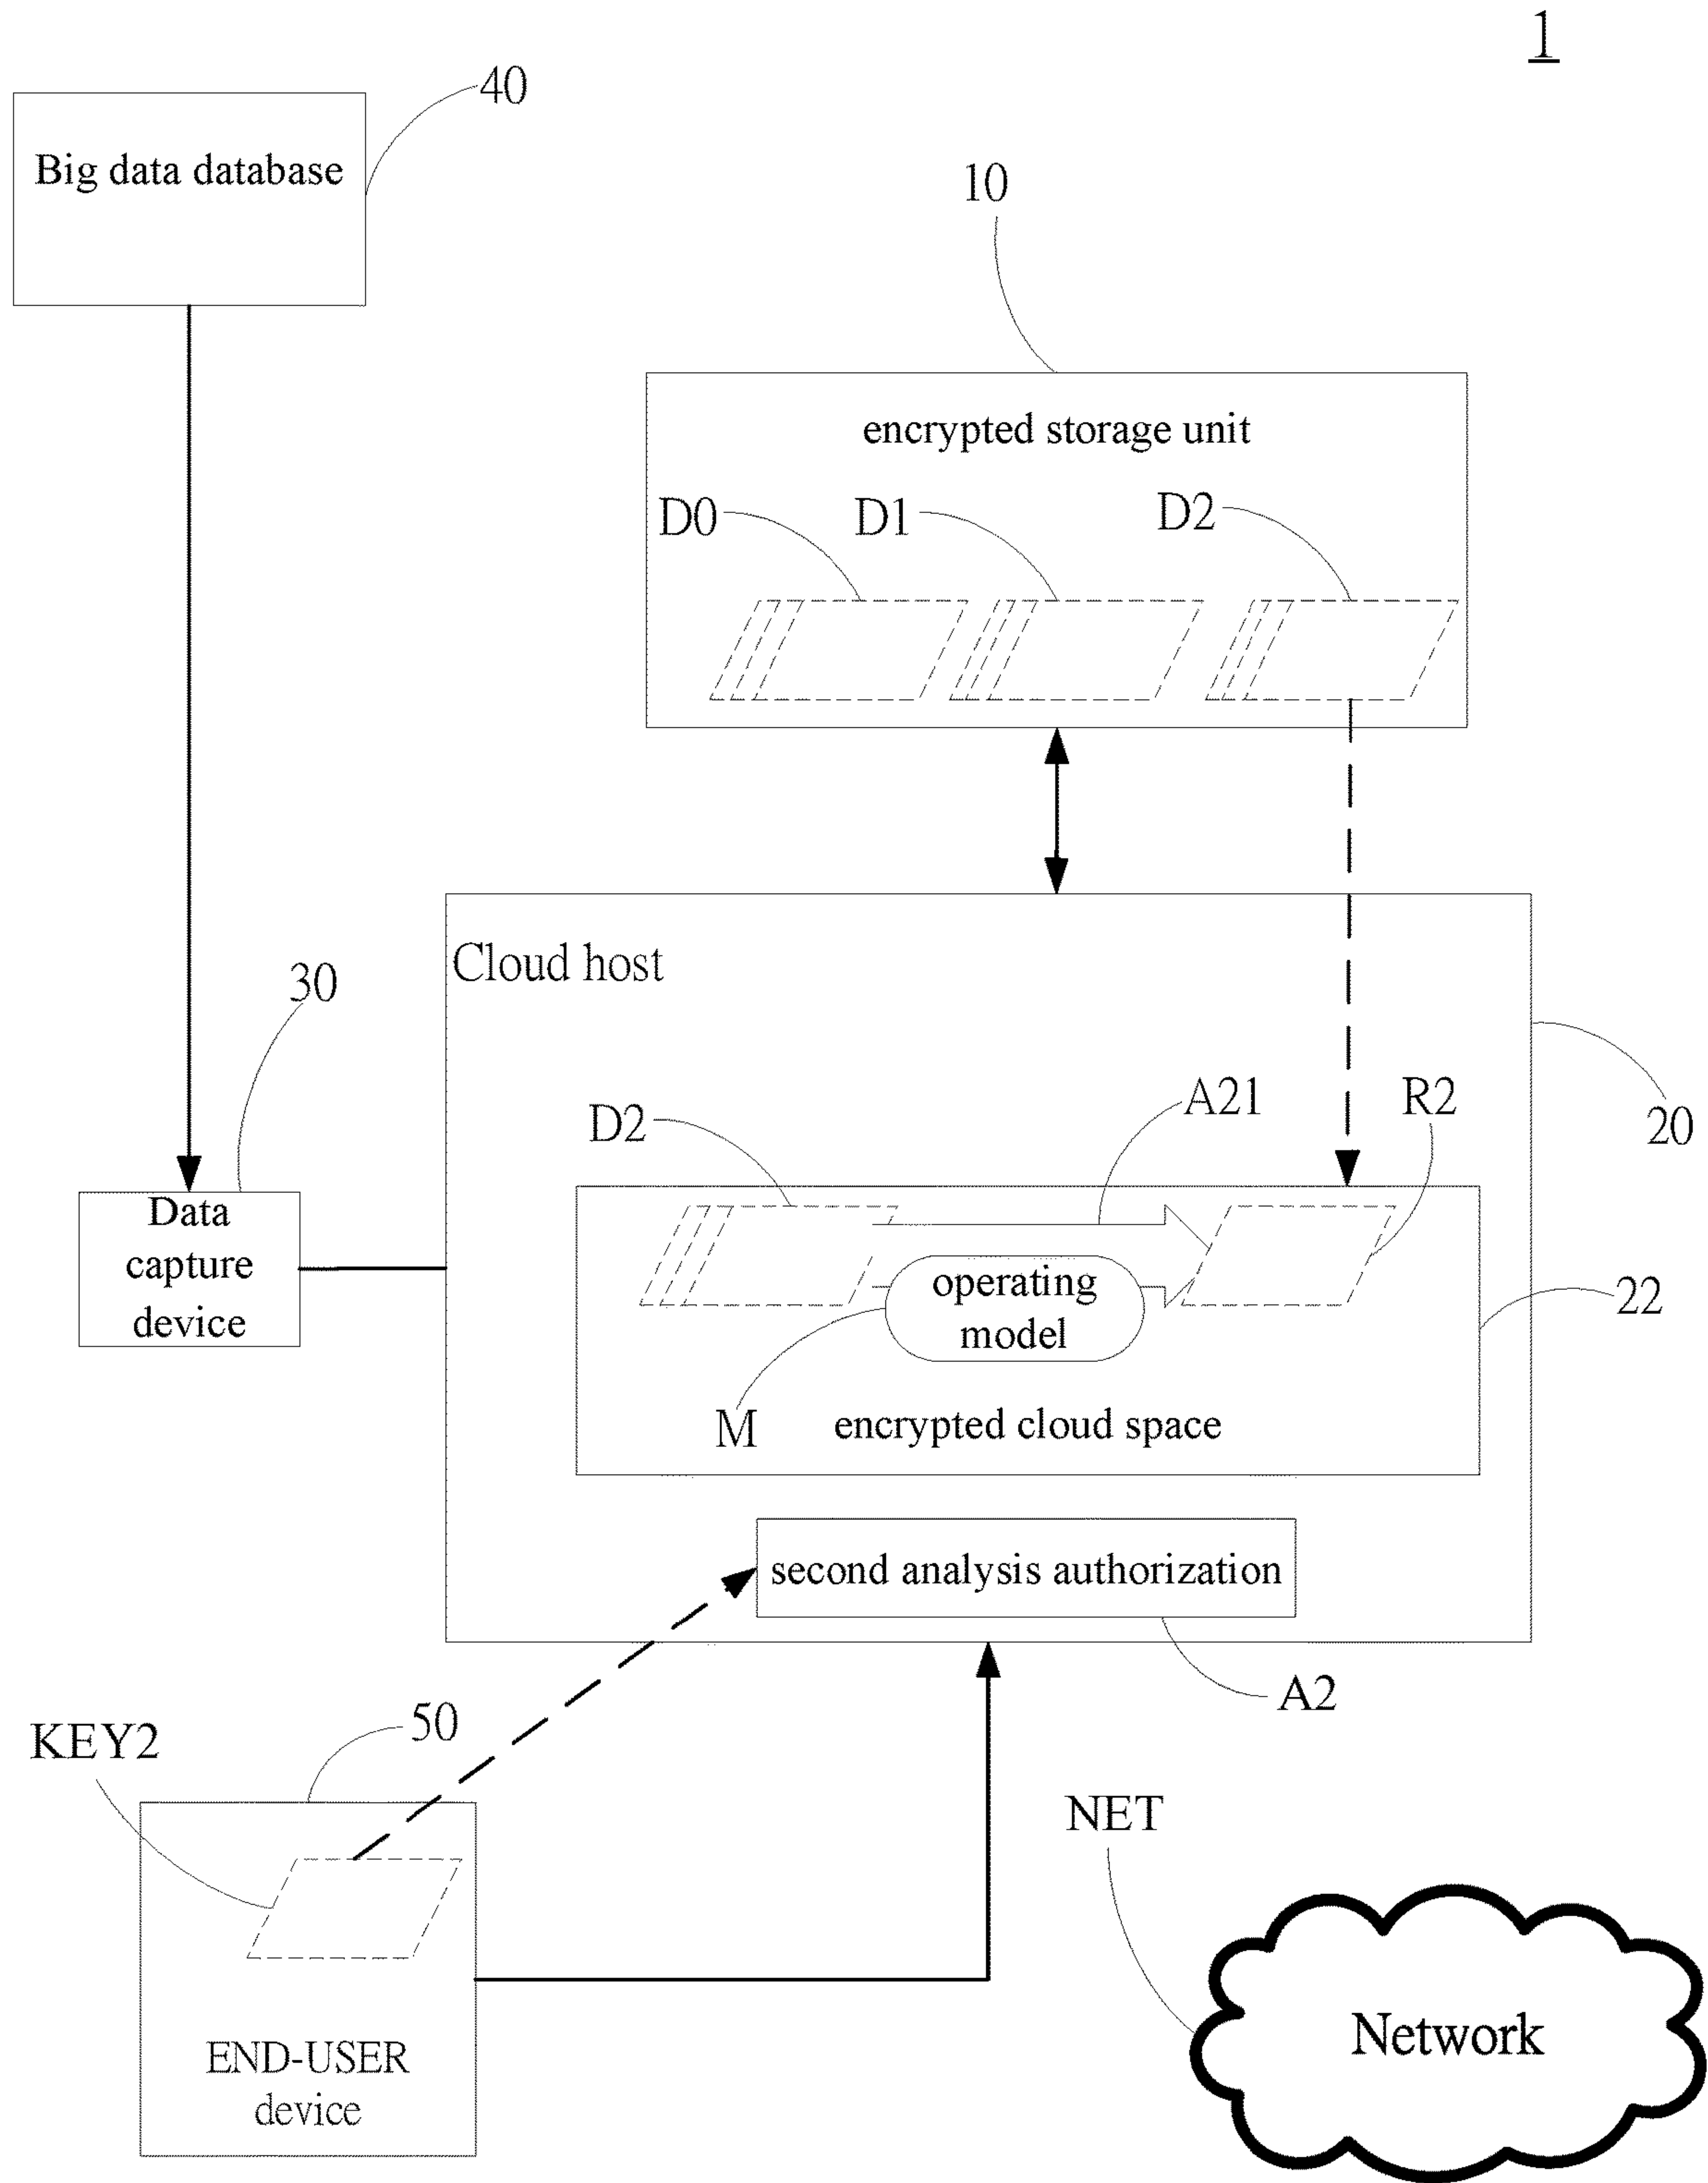 1
40
Big data database
10
encrypted storage unit
D0
D1
D2
Cloud host
30
20
D2
A21
R2
Data
capture
device
operating
model
22
M
encrypted cloud space
second analysis authorization
A2
50
KEY2
NET
END-USER
device
Network